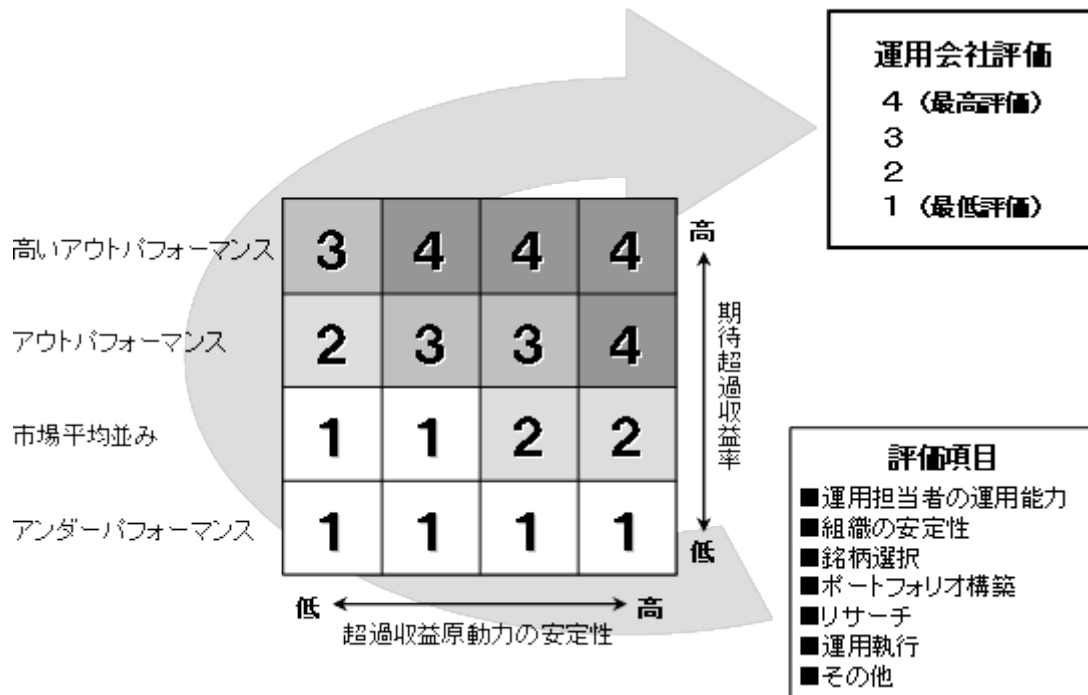 運用会社評価
4 (最高評価)
3
2
1 (最低評価)
高いアウトパフォーマンス 3 4 4 4 高
アウトパフォーマンス 2 3 3 4
期待超過収益率
市場平均並み 1 1 2 2
アンダーパフォーマンス 1 1 1 1 低
低 高
超過収益原動力の安定性
評価項目
■運用担当者の運用能力
■組織の安定性
■銘柄選択
■ポートフォリオ構築
■リサーチ
■運用執行
■その他